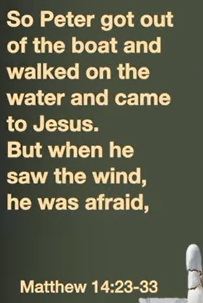 So Peter got out
of the boat and
walked on the
water and came
to Jesus.
But when he
saw the wind,
he was afraid,
Matthew 14:23-33